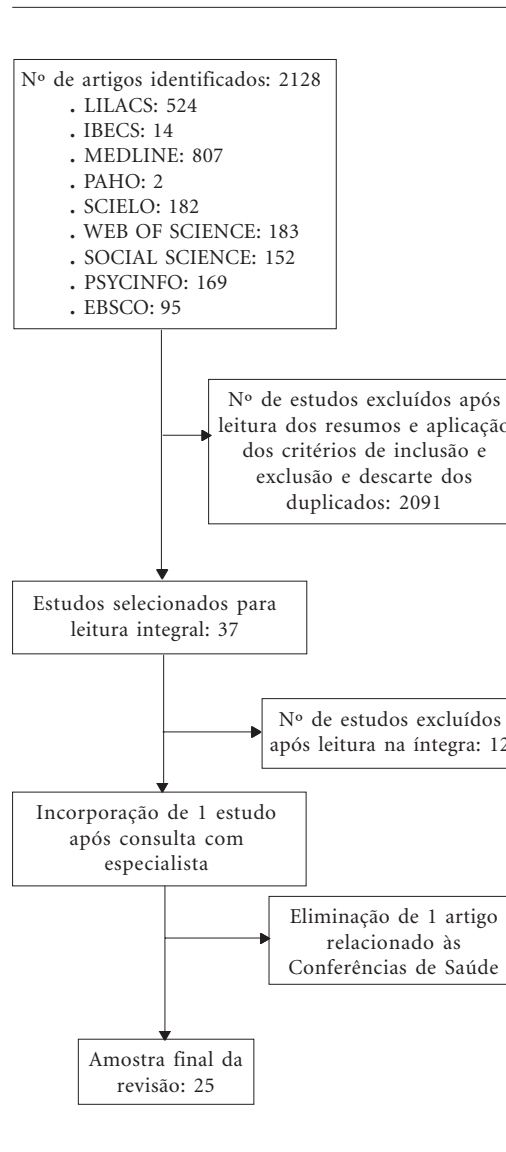 Nº de artigos identificados: 2128
. LILACS: 524
. IBECS: 14
. MEDLINE: 807
. PAHO: 2
. SCIELO: 182
. WEB OF SCIENCE: 183
. SOCIAL SCIENCE: 152
. PSYCINFO: 169
. EBSCO: 95
Nº de estudos excluídos após
leitura dos resumos e aplicação
dos critérios de inclusão e
exclusão e descarte dos
duplicados: 2091
Estudos selecionados para
leitura integral: 37
Nº de estudos excluídos
após leitura na íntegra: 12
Incorporação de 1 estudo
após consulta com
especialista
Eliminação de 1 artigo
relacionado às
Conferências de Saúde
Amostra final da
revisão: 25